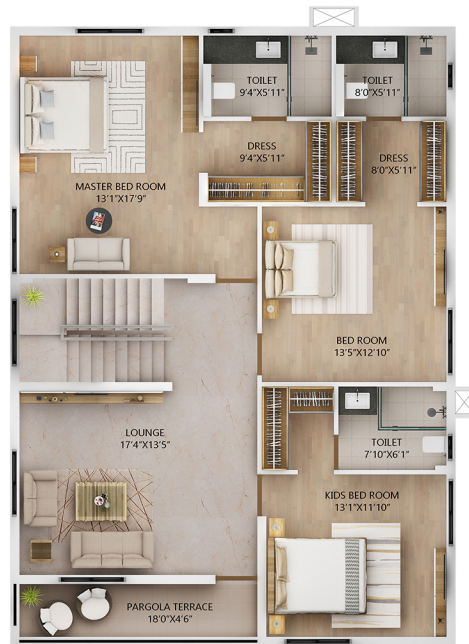 TOILET
9'4"X5'11"
TOILET
8'0"X5'11"
DRESS
9'4"X5'11"
DRESS
8'0"X5'11"
MASTER BED ROOM
13'1"X17'9"
BED ROOM
13'5"X12'10"
LOUNGE
17'4"X13'5"
TOILET
7'10"X6'1"
KIDS BED ROOM
13'1"X11'10"
PARGOLA TERRACE
18'0"X4'6"